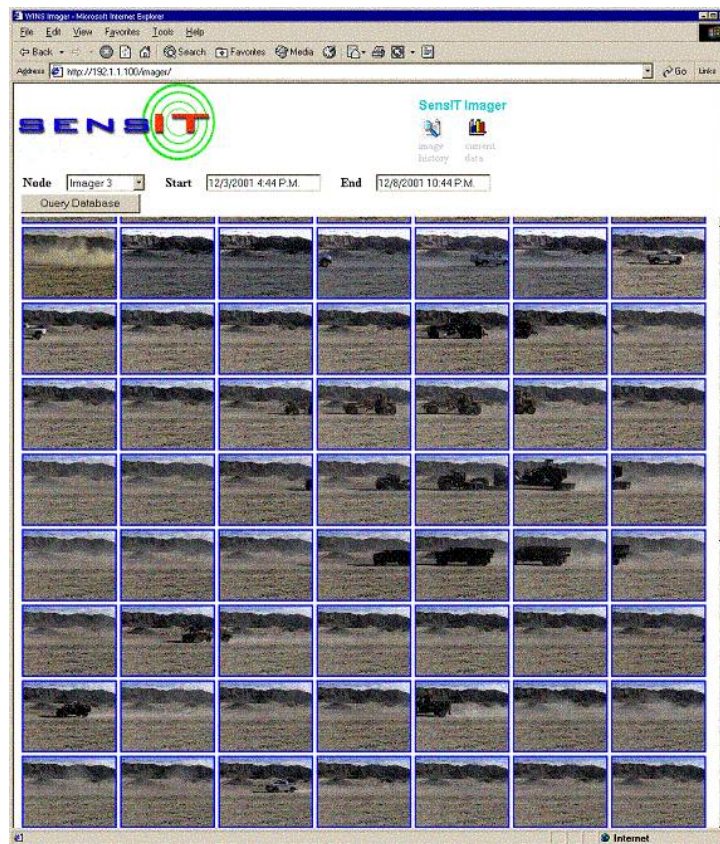 WINS Imager - Microsoft Internet Explorer
File Edit View Favorites Tools Help
Back Search Favorites Media
Address http://192.1.1.100/imager/ Go Links
SENSIT
SensIT Imager
image history
current data
Node Imager 3 Start 12/3/2001 4:44 P.M. End 12/8/2001 10:44 P.M.
Query Database
Internet